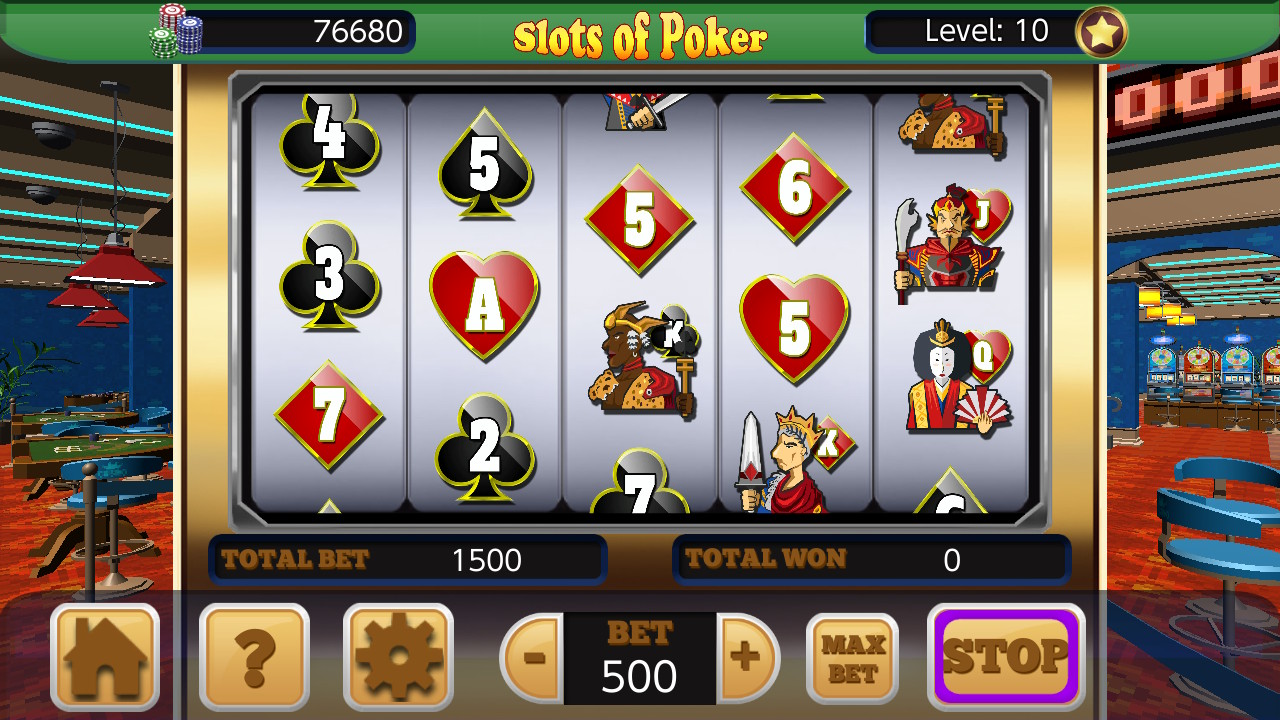 76680
Slots of Poker
Level: 10
4
5
5
6
J
3
A
K
5
Q
7
2
7
K
TOTAL BET 1500
TOTAL WON 0
?
- BET +
500
MAX
BET
STOP